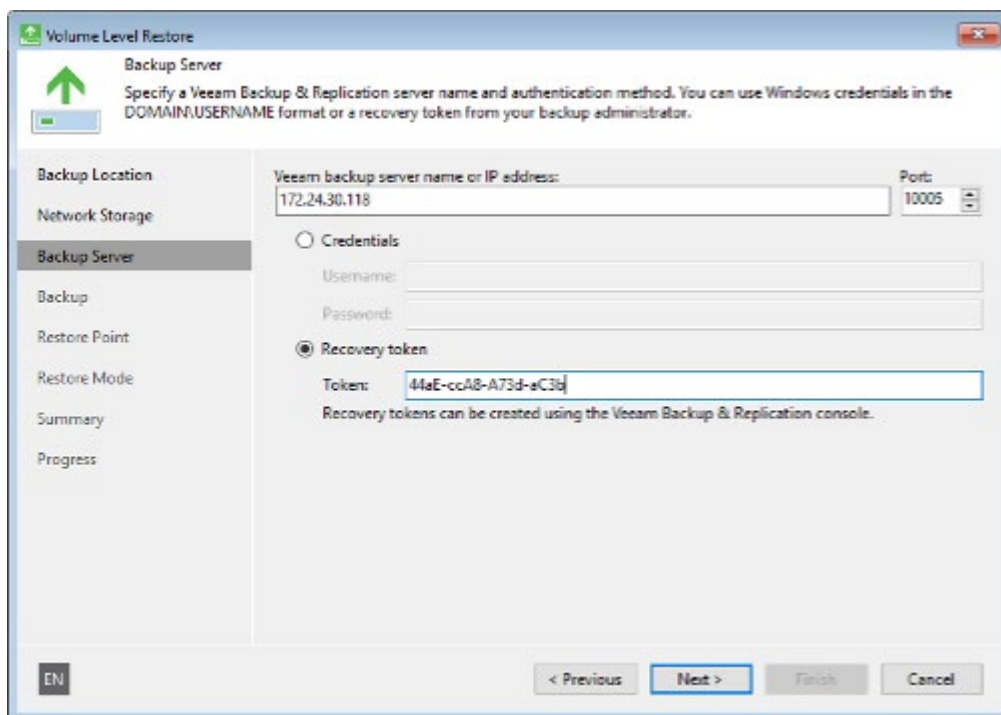 Volume Level Restore
Backup Server
Specify a Veeam Backup & Replication server name and authentication method. You can use Windows credentials in the
DOMAIN\USERNAME format or a recovery token from your backup administrator.
Backup Location
Network Storage
Backup Server
Backup
Restore Point
Restore Mode
Summary
Progress
Veeam backup server name or IP address:
Port:
172.24.30.118
10005
Credentials
Username:
Password:
Recovery token
Token:
44aE-ccA8-A73d-aC3b
Recovery tokens can be created using the Veeam Backup & Replication console.
EN
< Previous
Next >
Finish
Cancel